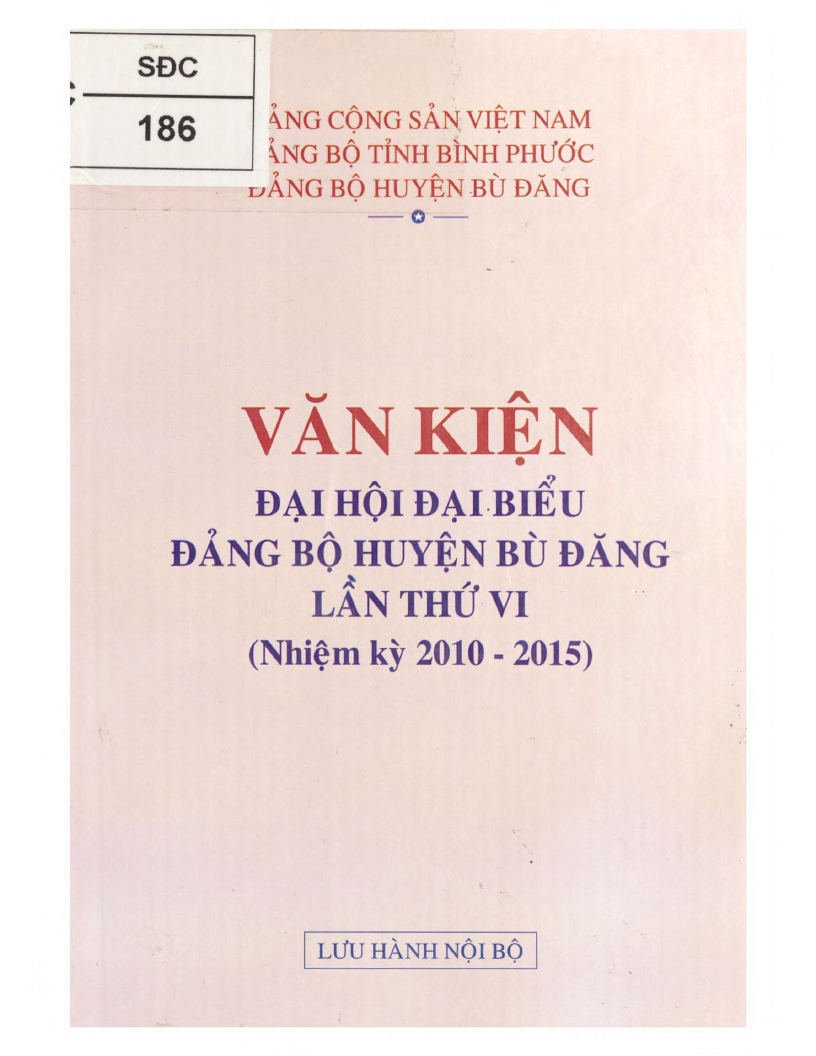 SĐC
186
ẢNG CỘNG SẢN VIỆT NAM
ẢNG BỘ TỈNH BÌNH PHƯỚC
ĐẢNG BỘ HUYỆN BÙ ĐĂNG
VĂN KIỆN
ĐẠI HỘI ĐẠI BIỂU
ĐẢNG BỘ HUYỆN BÙ ĐĂNG
LẦN THỨ VI
(Nhiệm kỳ 2010 - 2015)
LƯU HÀNH NỘI BỘ